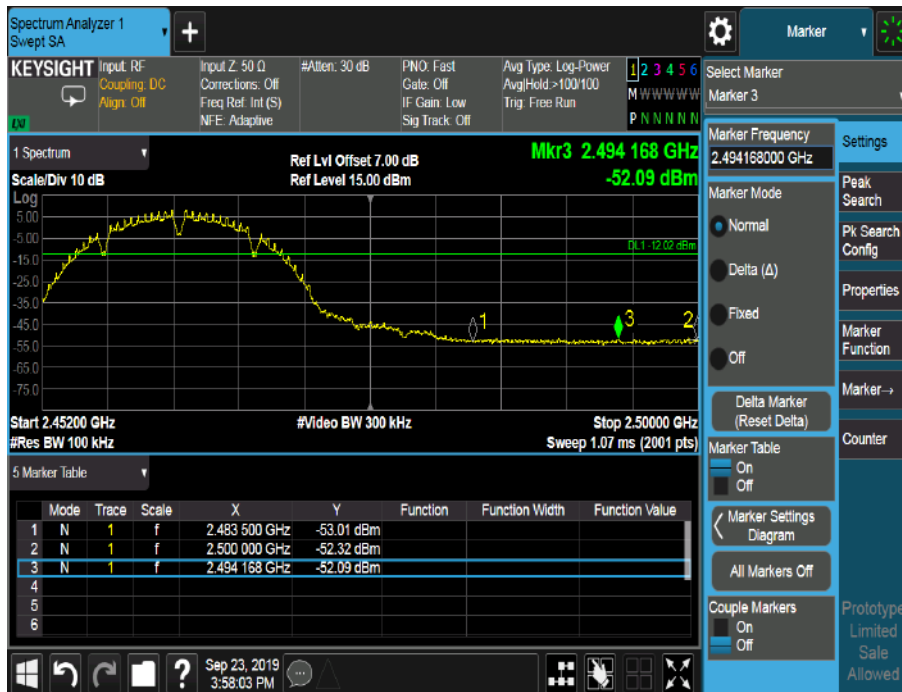 Spectrum Analyzer 1
Swept SA
Marker
KEYSIGHT
Input: RF
Coupling: DC
Align: Off
Input Z: 50 Ω
Corrections: Off
Freq Ref: Int (S)
NFE: Adaptive
#Atten: 30 dB
PNO: Fast
Gate: Off
IF Gain: Low
Sig Track: Off
Avg Type: Log-Power
Avg|Hold:>100/100
Trig: Free Run
1 2 3 4 5 6
M W W W W W
P N N N N N
LXI
Select Marker
Marker 3
1 Spectrum
Scale/Div 10 dB
Ref Lvl Offset 7.00 dB
Ref Level 15.00 dBm
Mkr3 2.494 168 GHz
-52.09 dBm
Log
5.00
-5.00
-15.0
-25.0
-35.0
-45.0
-55.0
-65.0
-75.0
DL1 -12.02 dBm
1
3
2
Start 2.45200 GHz
#Video BW 300 kHz
Stop 2.50000 GHz
#Res BW 100 kHz
Sweep 1.07 ms (2001 pts)
5 Marker Table
Mode Trace Scale X Y Function Function Width Function Value
1 N 1 f 2.483 500 GHz -53.01 dBm
2 N 1 f 2.500 000 GHz -52.32 dBm
3 N 1 f 2.494 168 GHz -52.09 dBm
4
5
6
Marker Frequency
2.494168000 GHz
Marker Mode
Normal
Delta (Δ)
Fixed
Off
Delta Marker
(Reset Delta)
Marker Table
On
Off
Marker Settings
Diagram
All Markers Off
Couple Markers
On
Off
Settings
Peak
Search
Pk Search
Config
Properties
Marker
Function
Marker→
Counter
Prototype
Limited
Sale
Allowed
?
Sep 23, 2019
3:58:03 PM